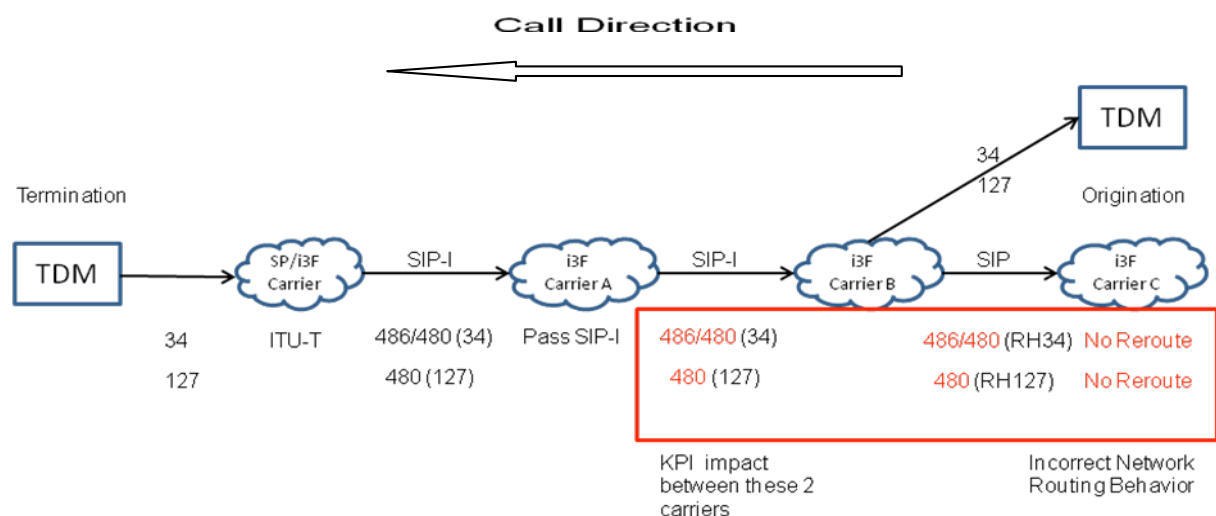 Call Direction
TDM
34
127
Termination
Origination
TDM
SP/i3F
Carrier
SIP-I
i3F
Carrier A
SIP-I
i3F
Carrier B
SIP
i3F
Carrier C
34
127
ITU-T
486/480 (34)
480 (127)
Pass SIP-I
486/480 (34)
480 (127)
486/480 (RH34) No Reroute
480 (RH127) No Reroute
KPI impact
between these 2
carriers
Incorrect Network
Routing Behavior